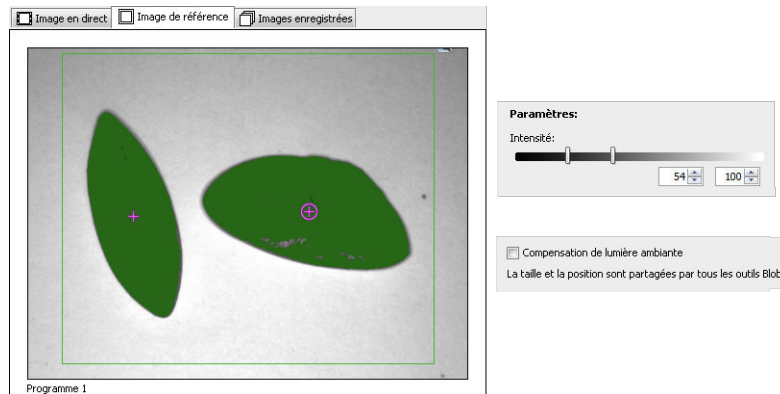 Image en direct
Image de référence
Images enregistrées
Programme 1
Paramètres:
Intensité:
54
100
Compensation de lumière ambiante
La taille et la position sont partagées par tous les outils Blob